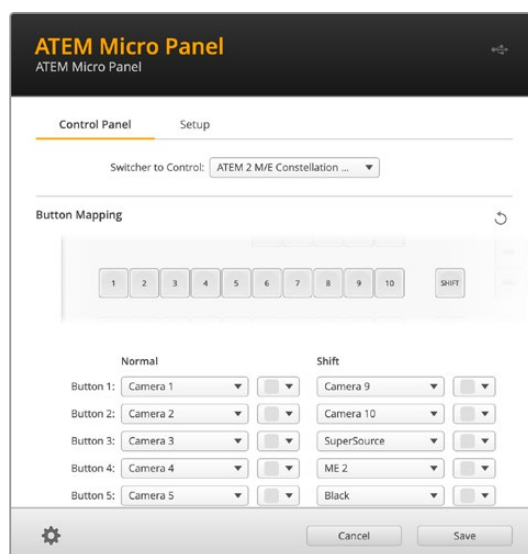 ATEM Micro Panel
ATEM Micro Panel
Control Panel Setup
Switcher to Control: ATEM 2 M/E Constellation ...
Button Mapping
1 2 3 4 5 6 7 8 9 10 SHIFT
Normal Shift
Button 1: Camera 1 Camera 9
Button 2: Camera 2 Camera 10
Button 3: Camera 3 SuperSource
Button 4: Camera 4 ME 2
Button 5: Camera 5 Black
Cancel Save